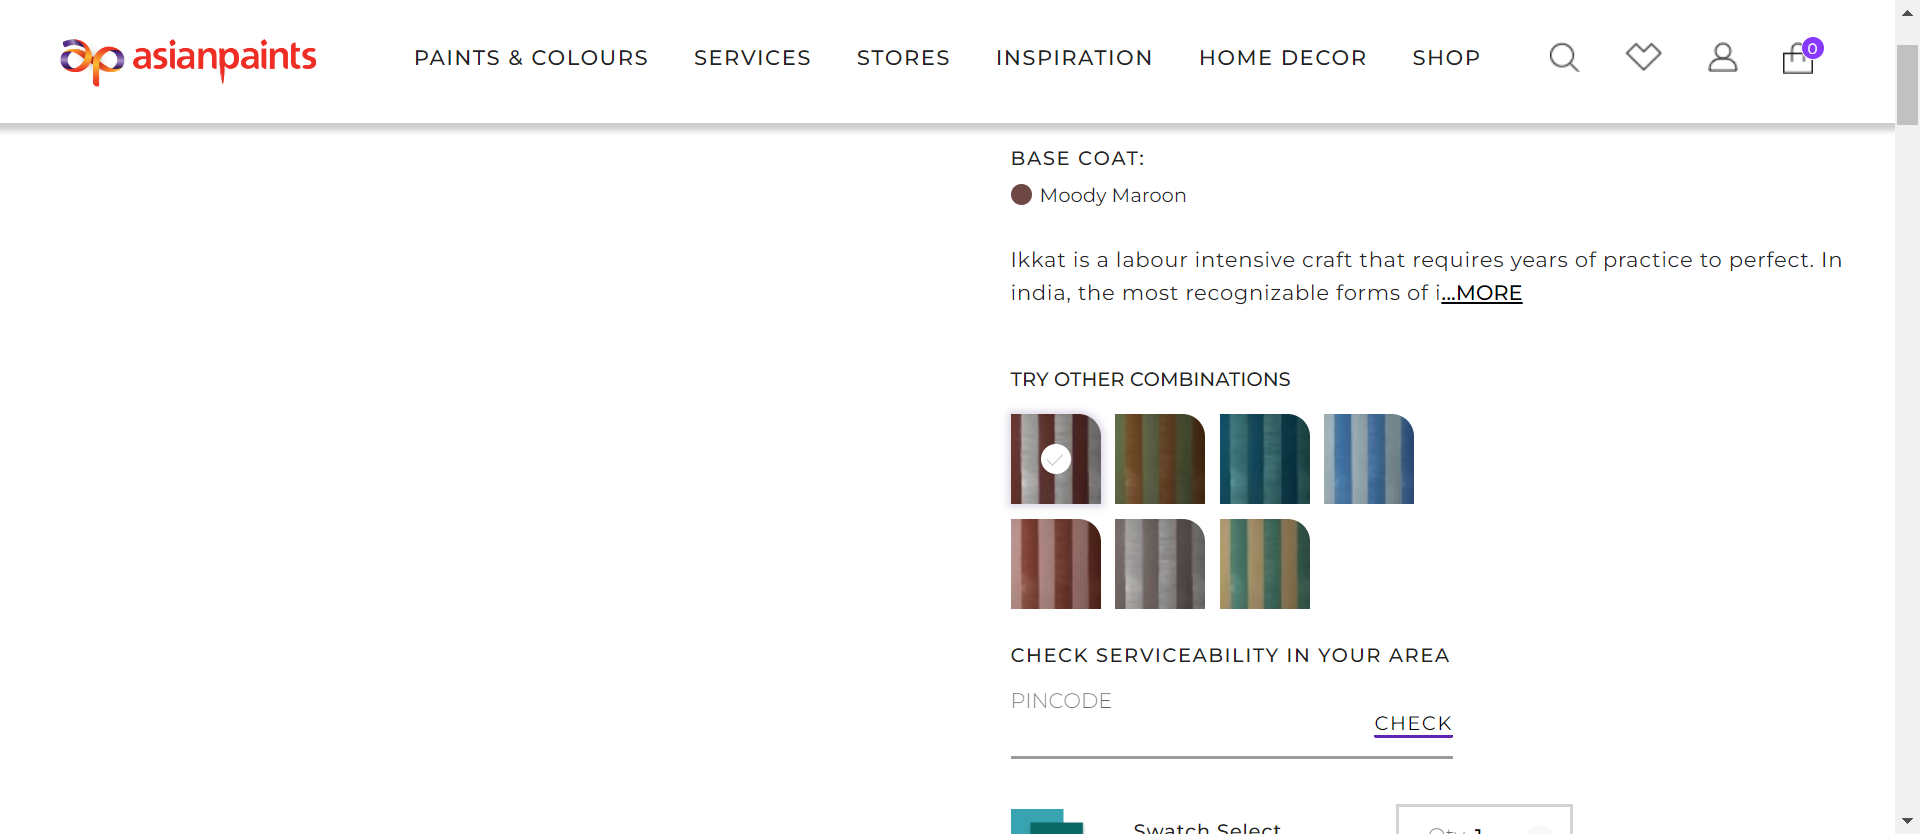 ap asianpaints PAINTS & COLOURS SERVICES STORES INSPIRATION HOME DECOR SHOP 0
BASE COAT:
Moody Maroon
Ikkat is a labour intensive craft that requires years of practice to perfect. In
india, the most recognizable forms of i...MORE
TRY OTHER COMBINATIONS
CHECK SERVICEABILITY IN YOUR AREA
PINCODE
CHECK
Swatch Select
Qty 1